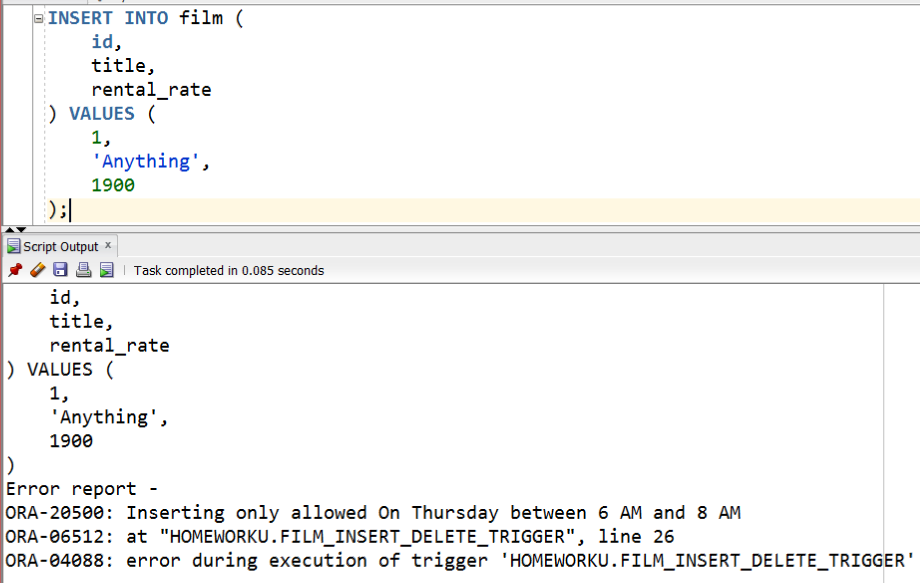 INSERT INTO film (
    id,
    title,
    rental_rate
) VALUES (
    1,
    'Anything',
    1900
);
Script Output x
Task completed in 0.085 seconds
    id,
    title,
    rental_rate
) VALUES (
    1,
    'Anything',
    1900
)
Error report -
ORA-20500: Inserting only allowed On Thursday between 6 AM and 8 AM
ORA-06512: at "HOMEWORKU.FILM_INSERT_DELETE_TRIGGER", line 26
ORA-04088: error during execution of trigger 'HOMEWORKU.FILM_INSERT_DELETE_TRIGGER'